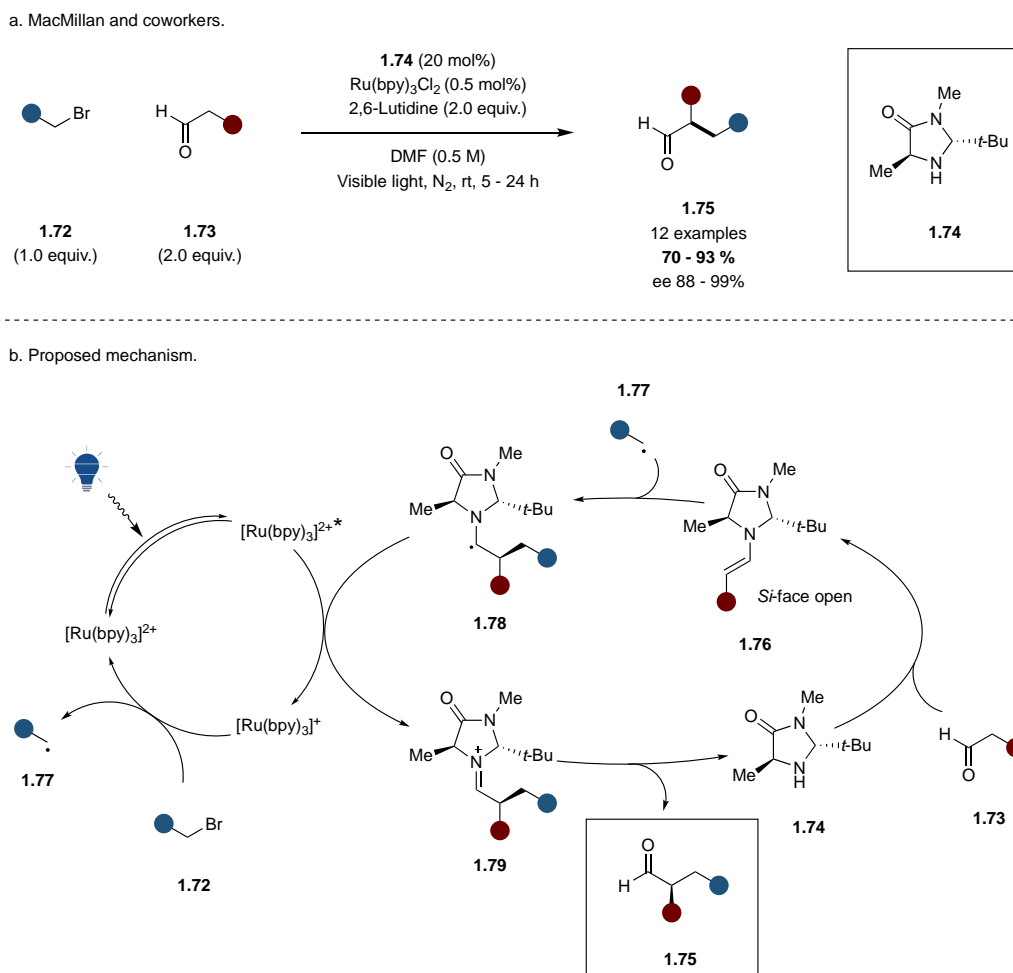 a. MacMillan and coworkers.
1.74 (20 mol%)
Ru(bpy)3Cl2 (0.5 mol%)
2,6-Lutidine (2.0 equiv.)
DMF (0.5 M)
Visible light, N2, rt, 5 - 24 h
Br
H
O
1.72
(1.0 equiv.)
1.73
(2.0 equiv.)
H
O
1.75
12 examples
70 - 93 %
ee 88 - 99%
Me
O
N
t-Bu
Me
N
H
1.74
b. Proposed mechanism.
1.77
[Ru(bpy)3]2+*
[Ru(bpy)3]2+
[Ru(bpy)3]+
1.77
Br
1.72
O
N
Me
Me
N
t-Bu
1.78
O
N
Me
Me
N
t-Bu
Si-face open
1.76
O
N
Me
Me
N
+
t-Bu
1.79
O
N
Me
t-Bu
Me
N
H
1.74
H
O
1.73
O
H
1.75